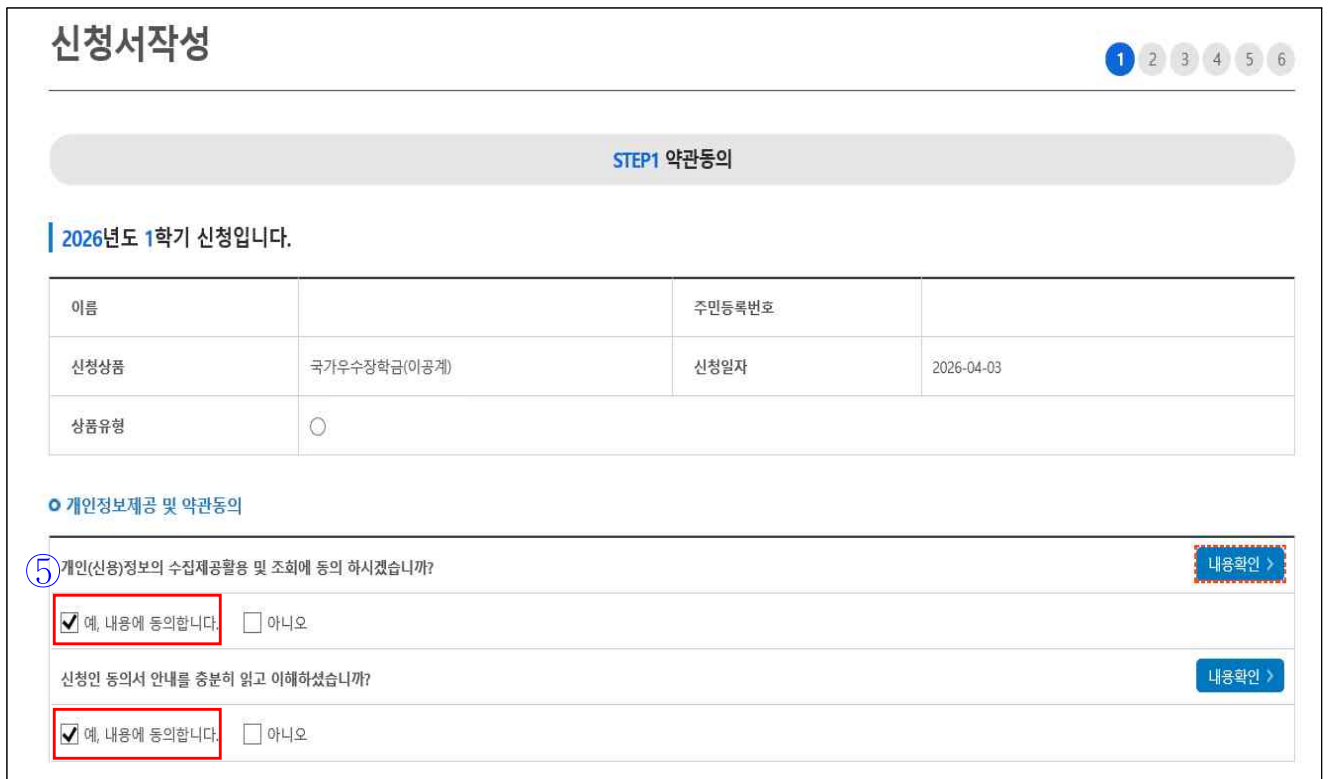 신청서작성
1 2 3 4 5 6
STEP1 약관동의
2026년도 1학기 신청입니다.
이름 주민등록번호
신청상품 국가우수장학금(이공계) 신청일자 2026-04-03
상품유형
개인정보제공 및 약관동의
⑤ 개인(신용)정보의 수집제공활용 및 조회에 동의 하시겠습니까? 내용확인 >
예, 내용에 동의합니다. 아니오
신청인 동의서 안내를 충분히 읽고 이해하셨습니까? 내용확인 >
예, 내용에 동의합니다. 아니오